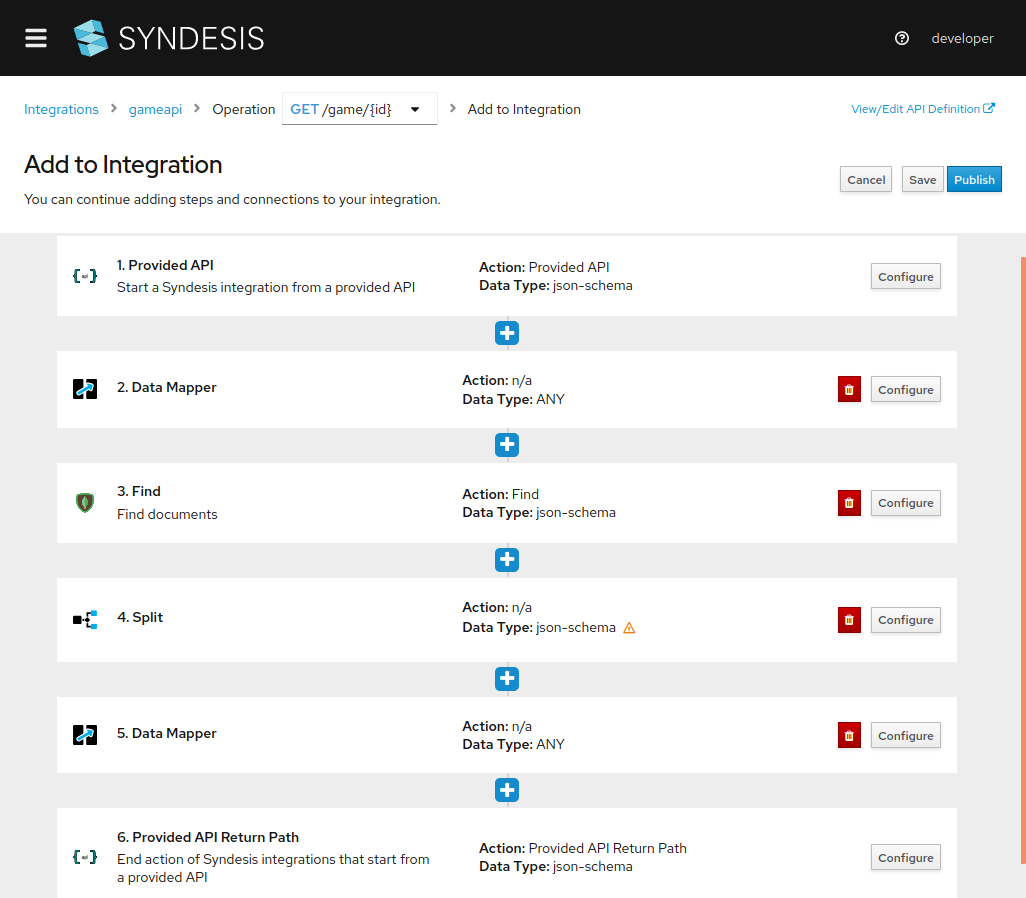 SYNDESIS
developer
Integrations > gameapi > Operation GET /game/{id} > Add to Integration
View/Edit API Definition
Add to Integration
You can continue adding steps and connections to your integration.
Cancel
Save
Publish
1. Provided API
Start a Syndesis integration from a provided API
Action: Provided API
Data Type: json-schema
Configure
2. Data Mapper
Action: n/a
Data Type: ANY
Configure
3. Find
Find documents
Action: Find
Data Type: json-schema
Configure
4. Split
Action: n/a
Data Type: json-schema
Configure
5. Data Mapper
Action: n/a
Data Type: ANY
Configure
6. Provided API Return Path
End action of Syndesis integrations that start from
a provided API
Action: Provided API Return Path
Data Type: json-schema
Configure